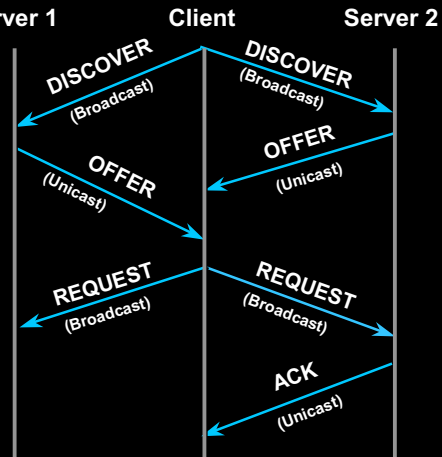 rver 1 Client Server 2
DISCOVER
(Broadcast)
DISCOVER
(Broadcast)
OFFER
(Unicast)
OFFER
(Unicast)
REQUEST
(Broadcast)
REQUEST
(Broadcast)
ACK
(Unicast)